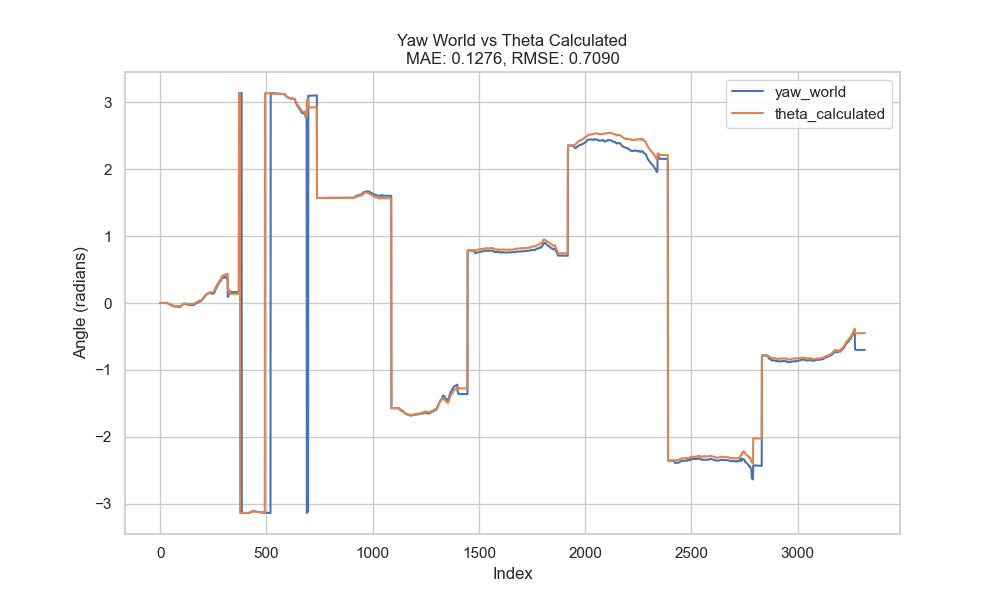 Yaw World vs Theta Calculated
MAE: 0.1276, RMSE: 0.7090
yaw_world
theta_calculated
Angle (radians)
3
2
1
0
−1
−2
−3
0 500 1000 1500 2000 2500 3000
Index